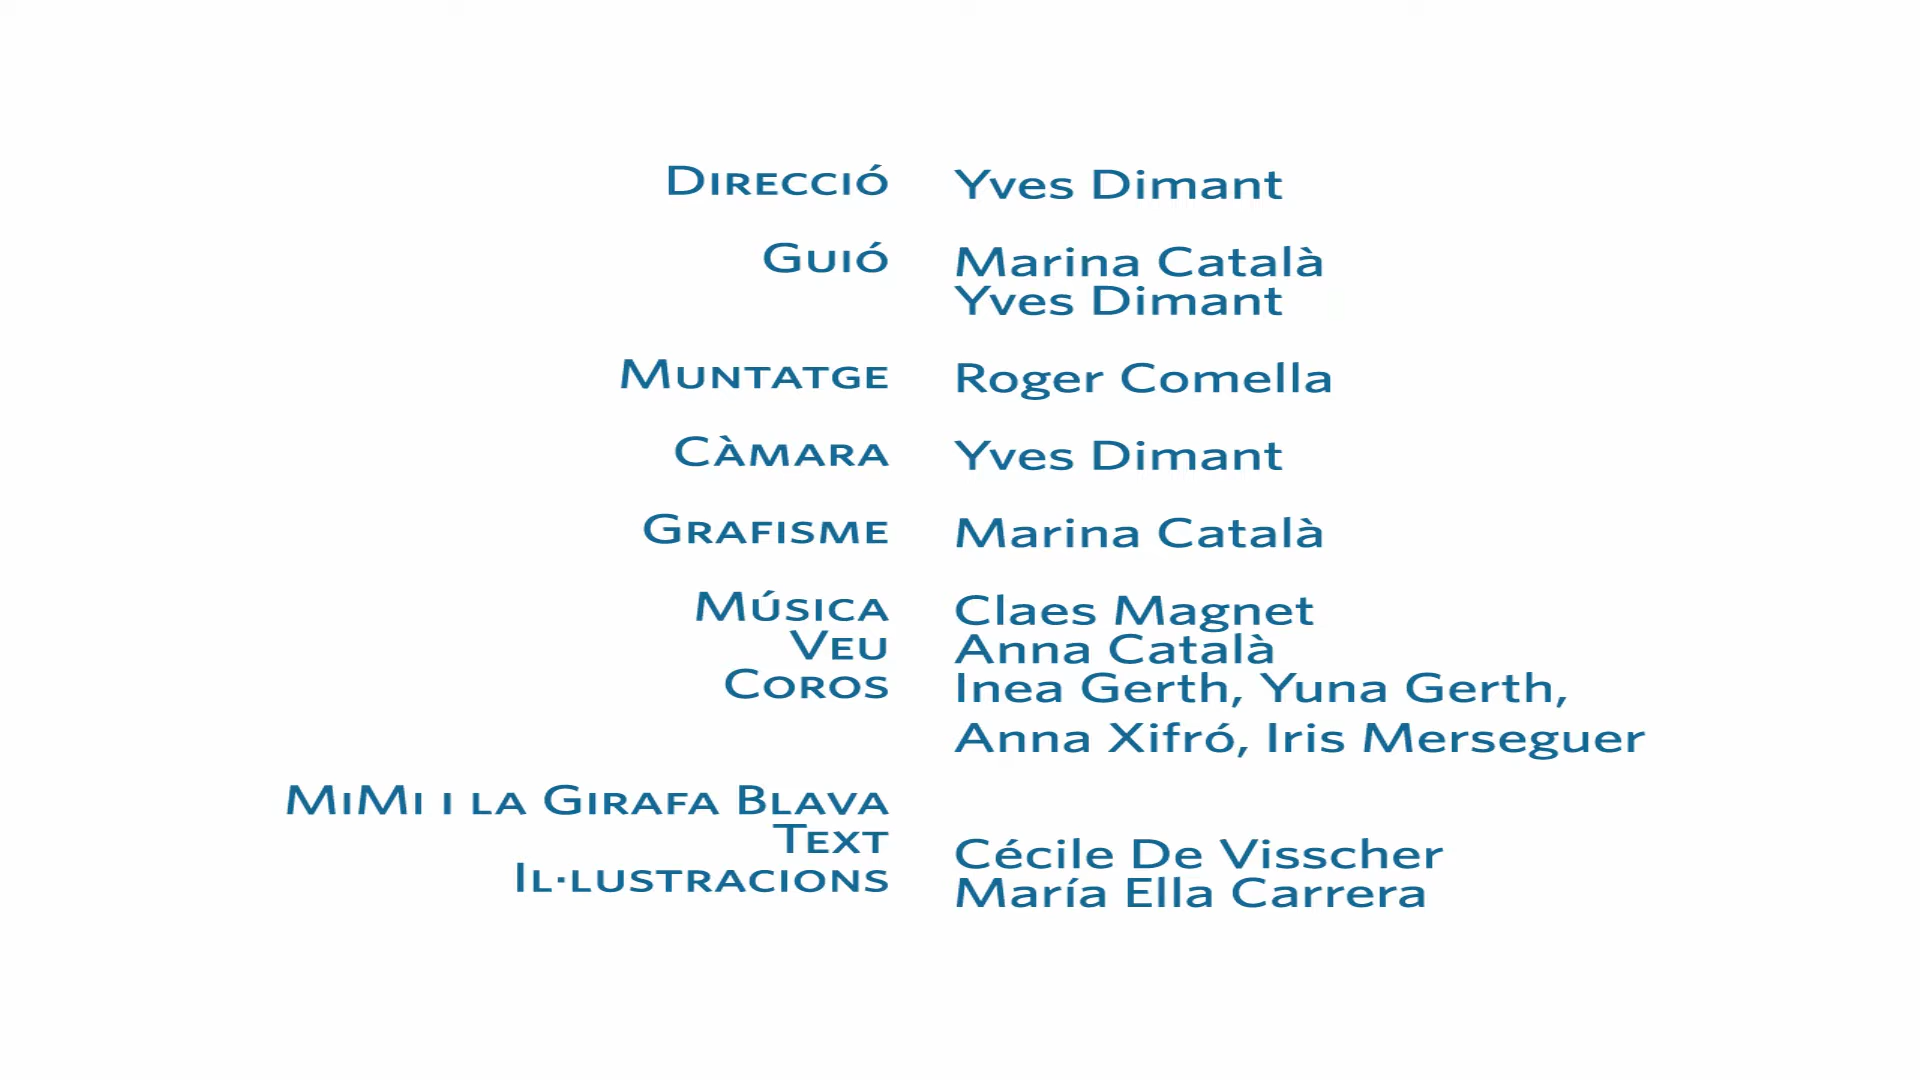 Direcció Yves Dimant
Guió Marina Català
Yves Dimant
Muntatge Roger Comella
Càmara Yves Dimant
Grafisme Marina Català
Música Claes Magnet
Veu Anna Català
Coros Inea Gerth, Yuna Gerth,
Anna Xifró, Iris Merseguer
MiMi i la Girafa Blava
Text Cécile De Visscher
Il·lustracions María Ella Carrera